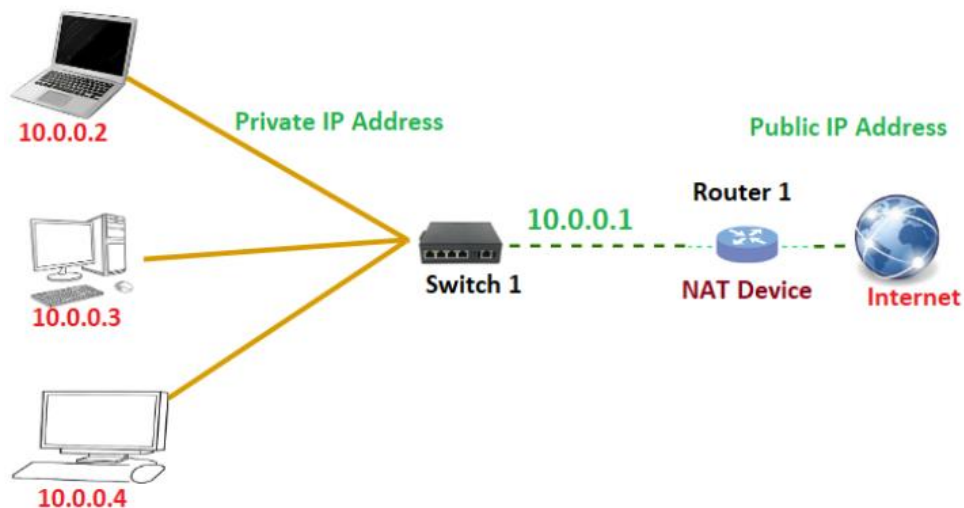 10.0.0.2
Private IP Address
Public IP Address
Router 1
10.0.0.1
Switch 1
NAT Device
Internet
10.0.0.3
10.0.0.4